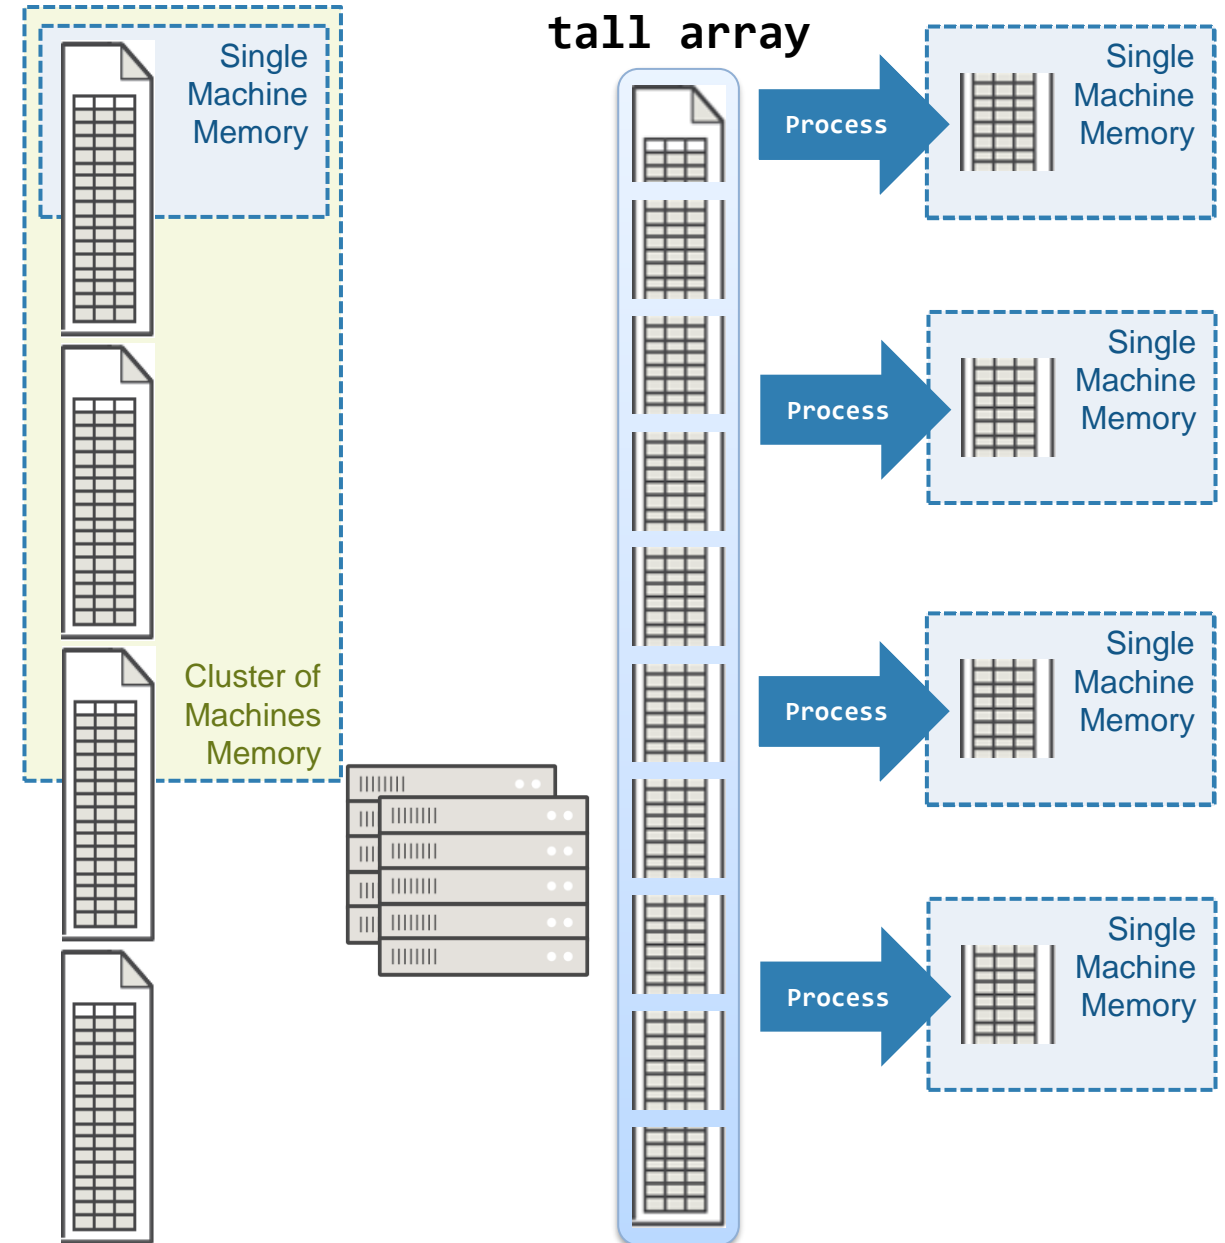 Single
Machine
Memory
Cluster of
Machines
Memory
tall array
Process
Single
Machine
Memory
Process
Single
Machine
Memory
Process
Single
Machine
Memory
Process
Single
Machine
Memory